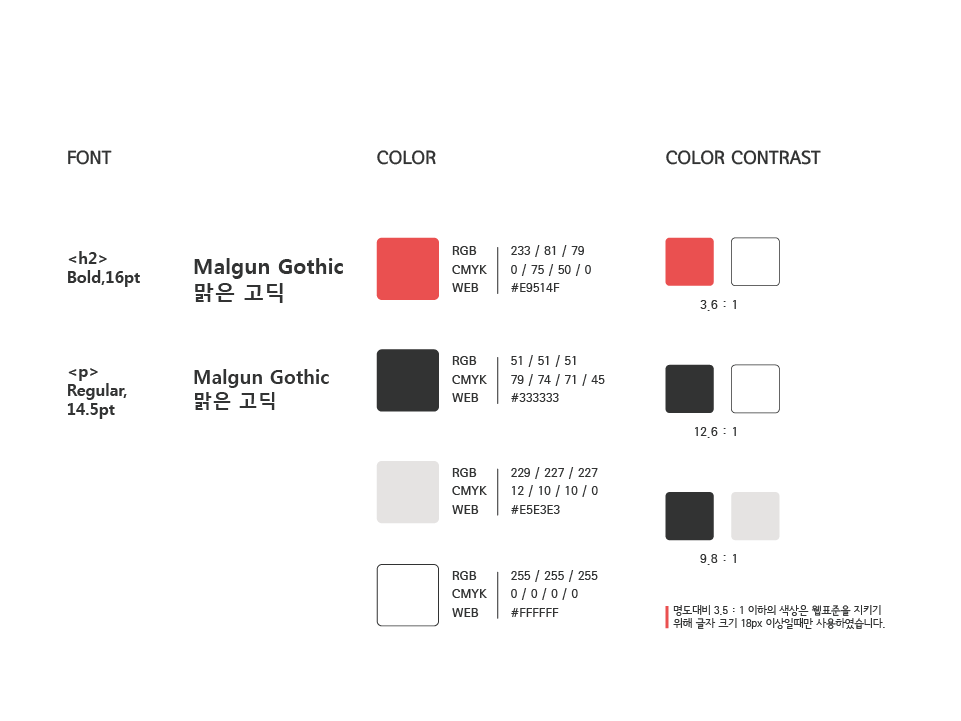 FONT
<h2>
Bold,16pt
Malgun Gothic
맑은 고딕
<p>
Regular,
14.5pt
Malgun Gothic
맑은 고딕
COLOR
RGB 233 / 81 / 79
CMYK 0 / 75 / 50 / 0
WEB #E9514F
RGB 51 / 51 / 51
CMYK 79 / 74 / 71 / 45
WEB #333333
RGB 229 / 227 / 227
CMYK 12 / 10 / 10 / 0
WEB #E5E3E3
RGB 255 / 255 / 255
CMYK 0 / 0 / 0 / 0
WEB #FFFFFF
COLOR CONTRAST
3.6 : 1
12.6 : 1
9.8 : 1
명도대비 3.5 : 1 이하의 색상은 웹표준을 지키기
위해 글자 크기 18px 이상일때만 사용하였습니다.